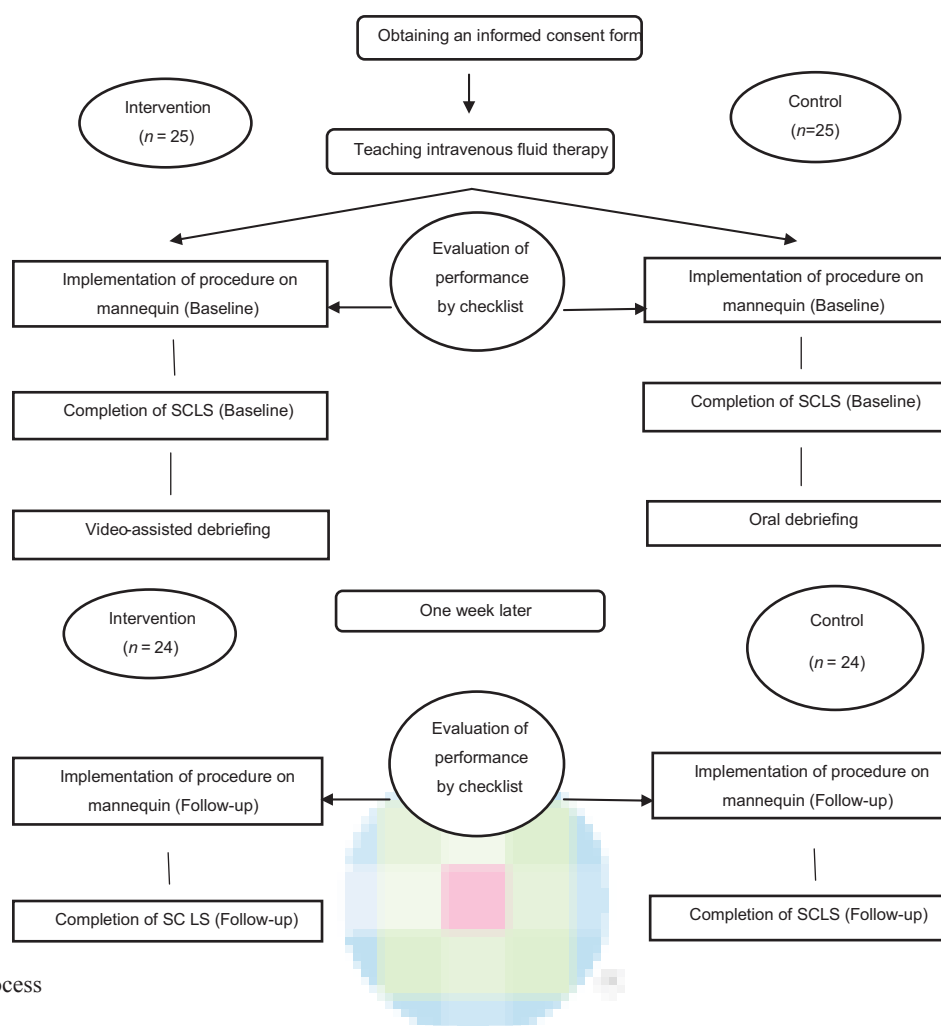 Obtaining an informed consent form
Intervention
(n = 25)
Control
(n=25)
Teaching intravenous fluid therapy
Evaluation of
performance
by checklist
Implementation of procedure on
mannequin (Baseline)
Implementation of procedure on
mannequin (Baseline)
Completion of SCLS (Baseline)
Completion of SCLS (Baseline)
Video-assisted debriefing
Oral debriefing
Intervention
(n = 24)
One week later
Control
(n = 24)
Evaluation of
performance
by checklist
Implementation of procedure on
mannequin (Follow-up)
Implementation of procedure on
mannequin (Follow-up)
Completion of SC LS (Follow-up)
Completion of SCLS (Follow-up)